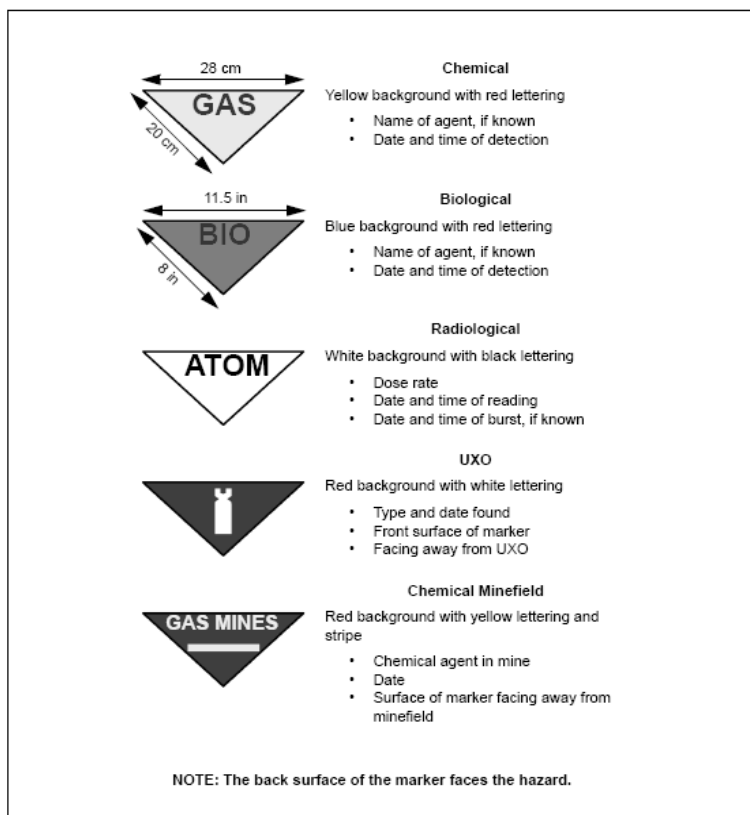 28 cm
Chemical
GAS
20 cm
Yellow background with red lettering
• Name of agent, if known
• Date and time of detection
11.5 in
Biological
BIO
8 in
Blue background with red lettering
• Name of agent, if known
• Date and time of detection
Radiological
ATOM
White background with black lettering
• Dose rate
• Date and time of reading
• Date and time of burst, if known
UXO
Red background with white lettering
• Type and date found
• Front surface of marker
• Facing away from UXO
Chemical Minefield
GAS MINES
Red background with yellow lettering and
stripe
• Chemical agent in mine
• Date
• Surface of marker facing away from
minefield
NOTE: The back surface of the marker faces the hazard.